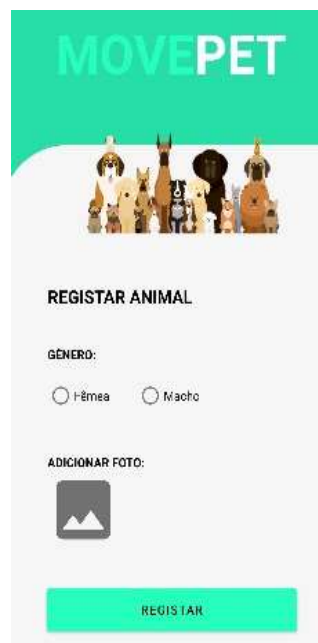 MOVEPET
REGISTAR ANIMAL
GÉNERO:
Fêmea Macho
ADICIONAR FOTO:
REGISTAR